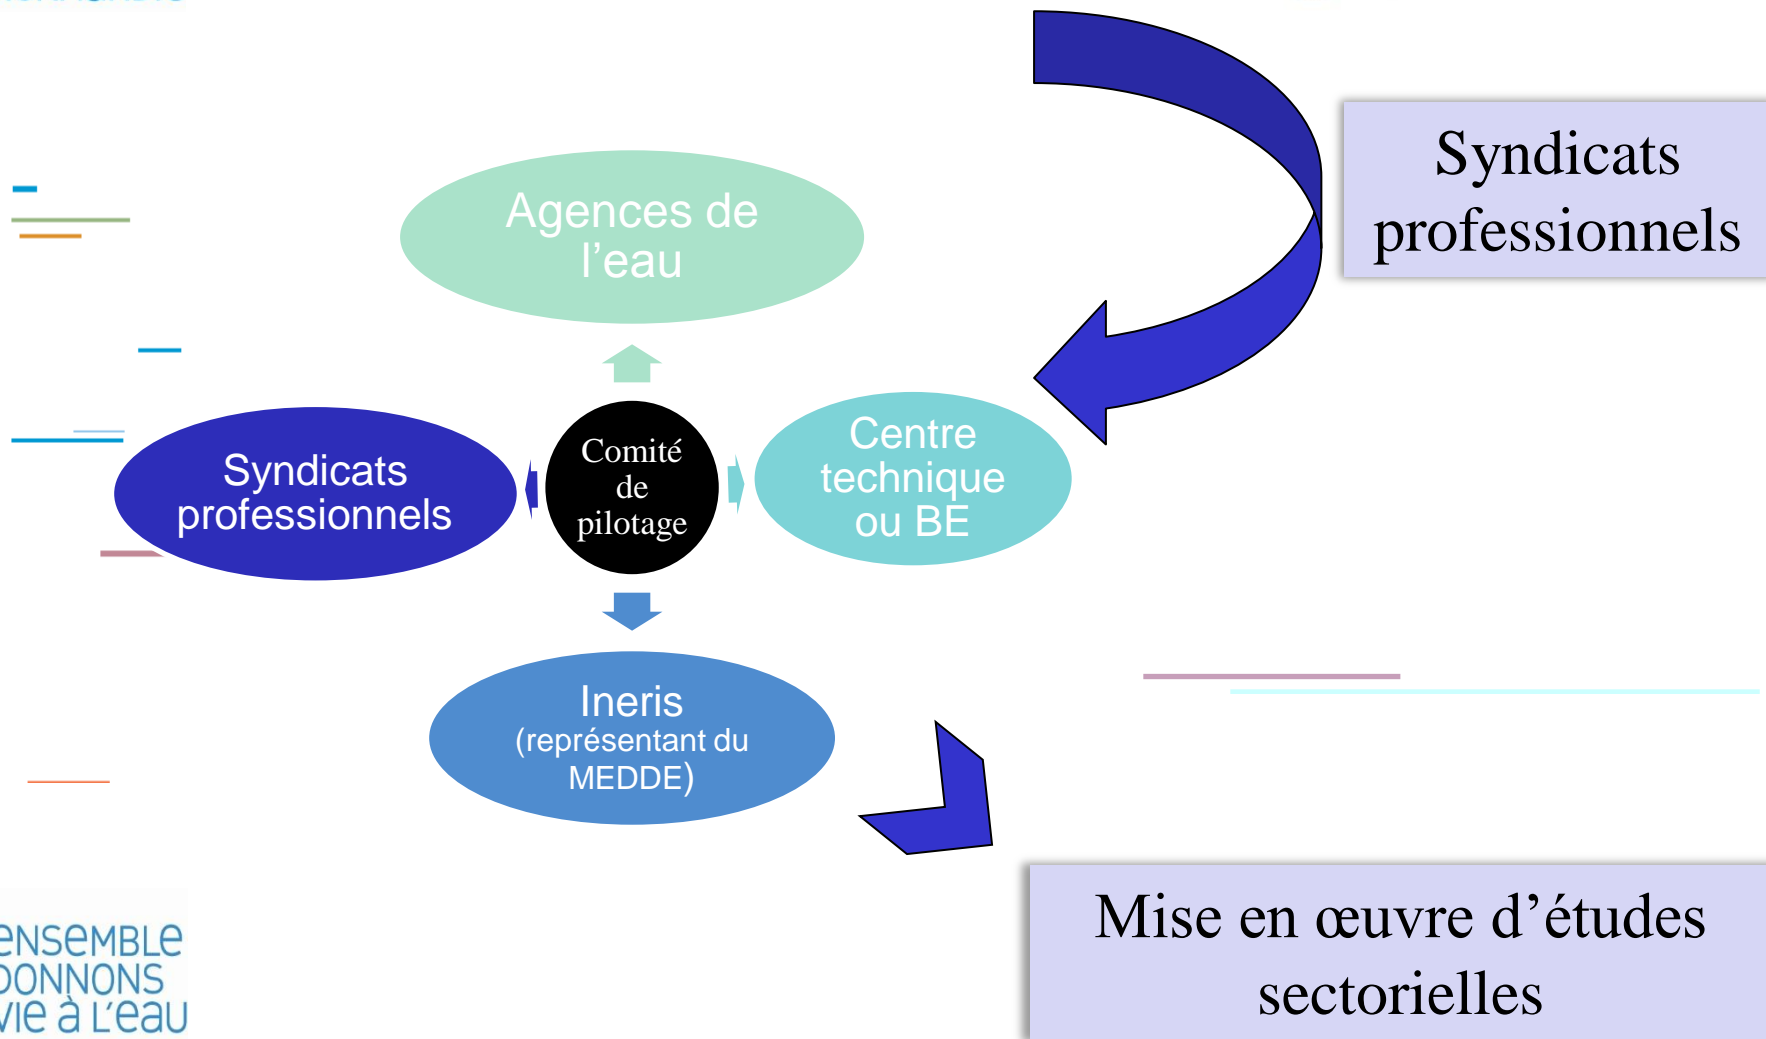 Syndicats
professionnels
Agences de
l’eau
Syndicats
professionnels
Comité
de
pilotage
Centre
technique
ou BE
Ineris
(représentant du
MEDDE)
Mise en œuvre d’études
sectorielles
ENSEMBLE
DONNONS
VIE à L’eau